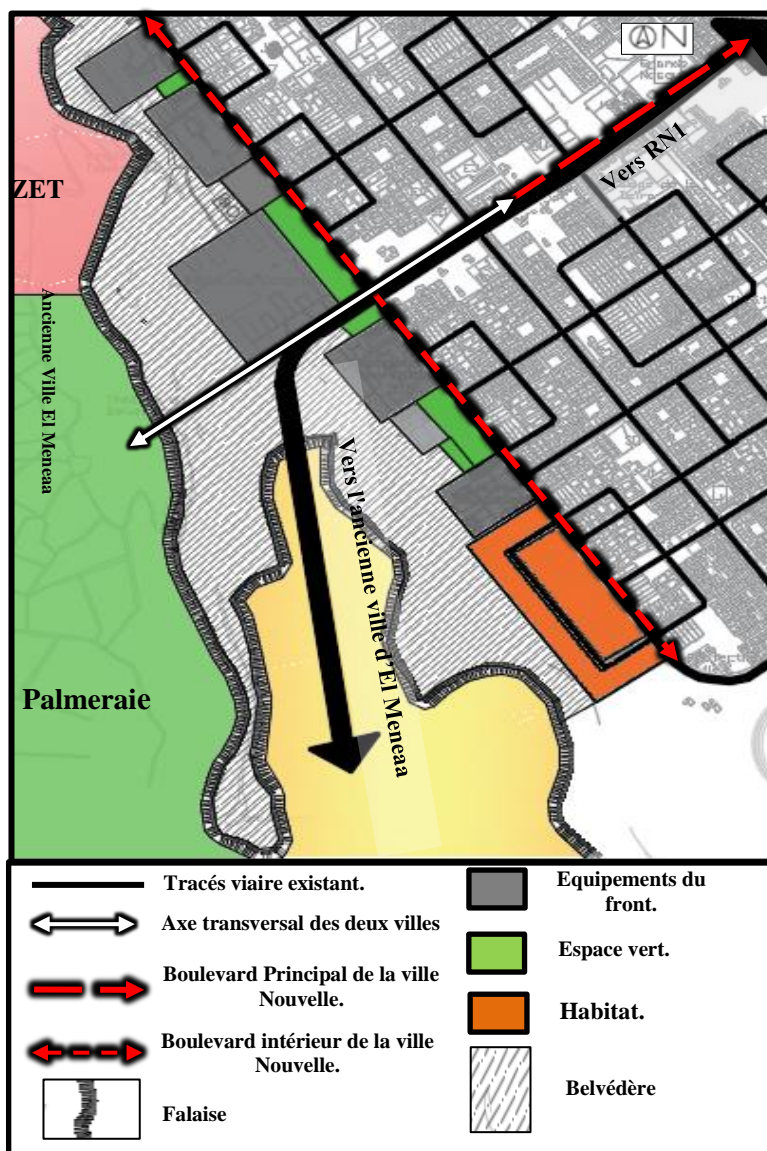 N
Vers RN1
ZET
Ancienne Ville El Meneaa
Vers l'ancienne ville d'El Meneaa
Palmeraie
Tracés viaire existant.
Axe transversal des deux villes
Boulevard Principal de la ville
Nouvelle.
Boulevard intérieur de la ville
Nouvelle.
Falaise
Equipements du
front.
Espace vert.
Habitat.
Belvédère